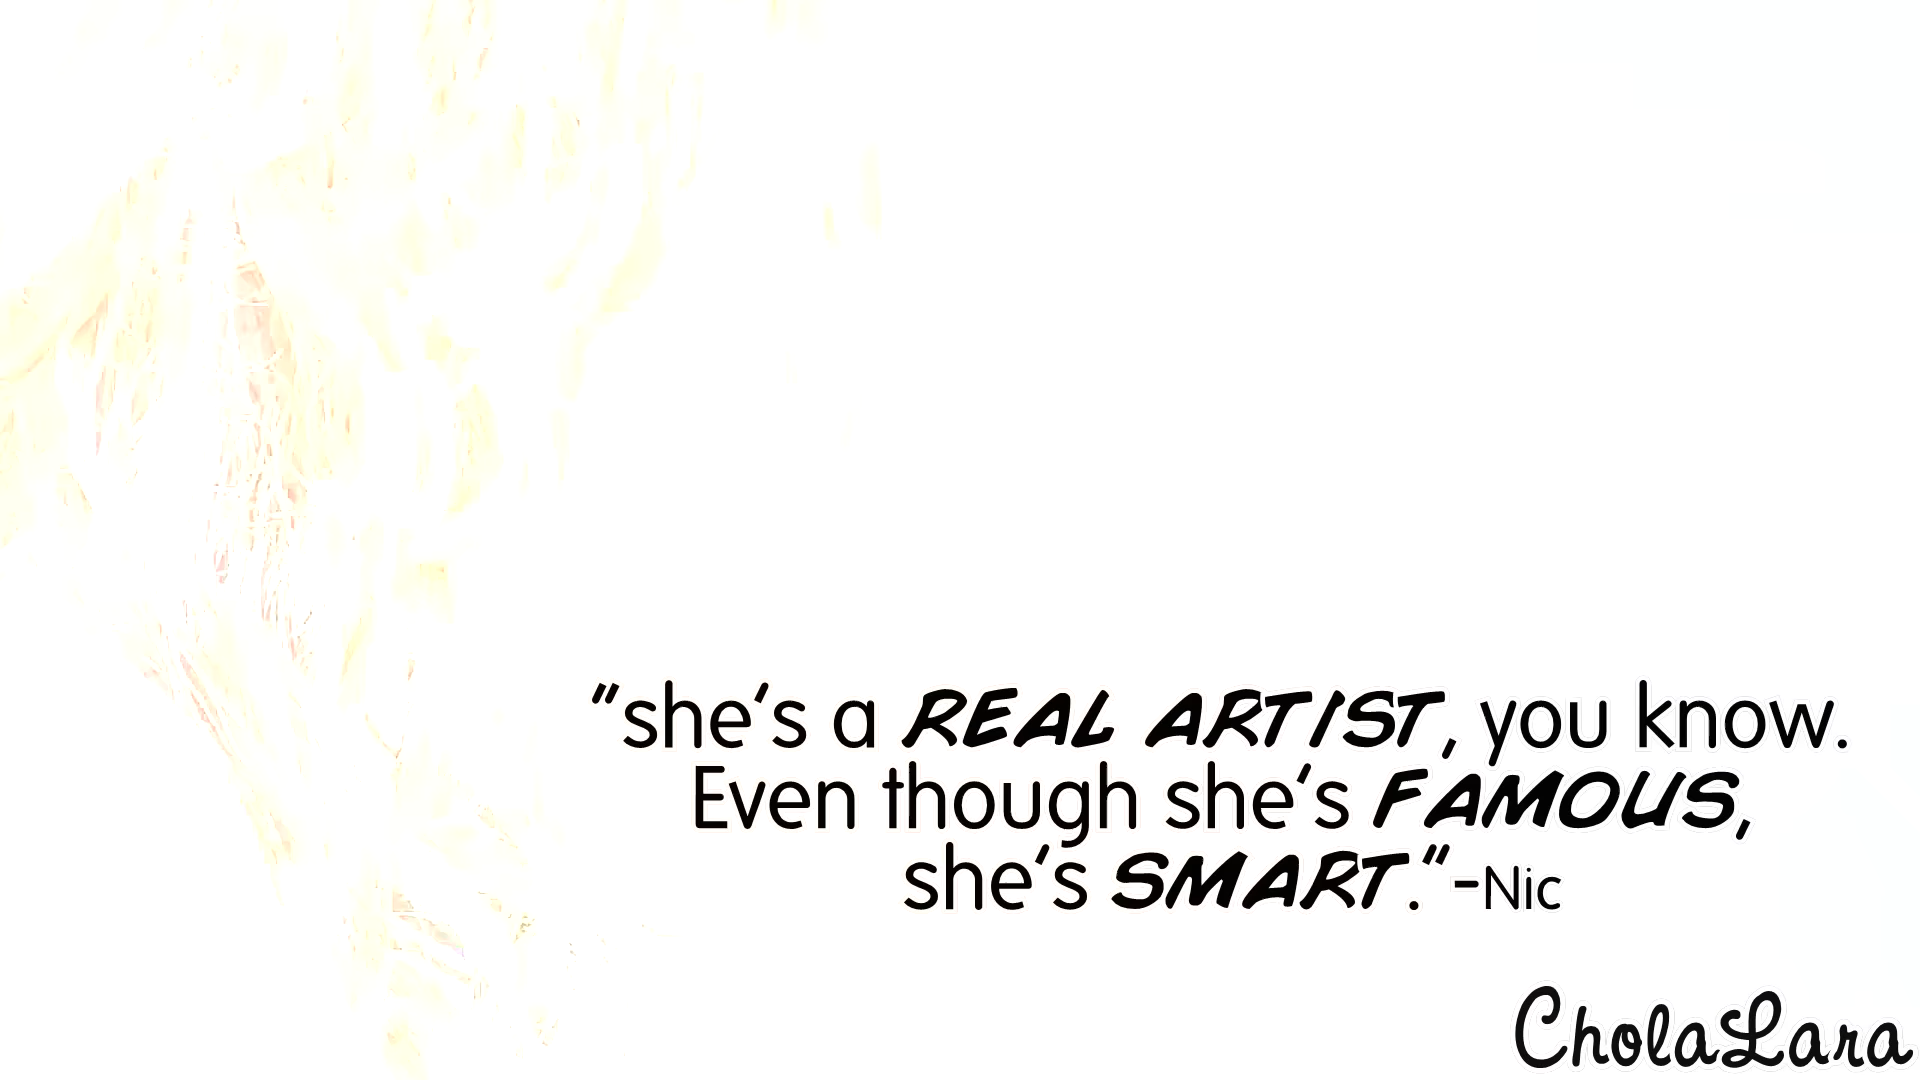 "she's a REAL ARTIST, you know.
Even though she's FAMOUS,
she's SMART." -Nic
CholaLara